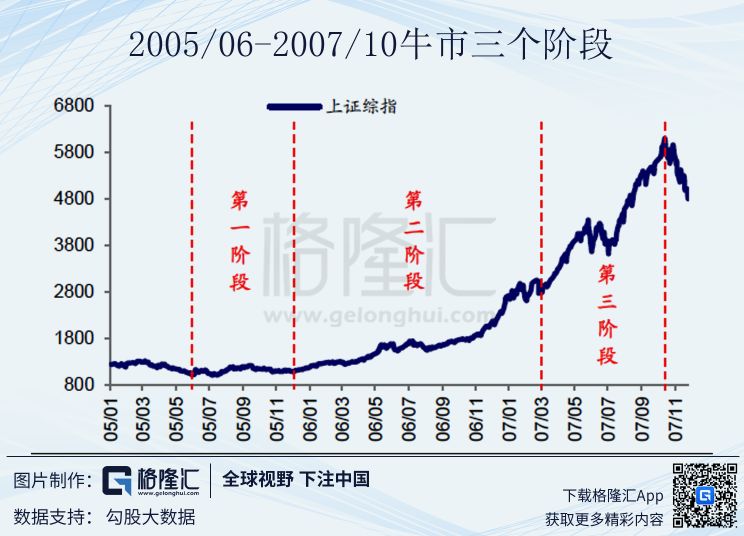 2005/06-2007/10牛市三个阶段
上证综指
6800
5800
4800
3800
2800
1800
800
第一阶段
第二阶段
第三阶段
格隆汇
www.gelonghui.com
05/01
05/03
05/05
05/07
05/09
05/11
06/01
06/03
06/05
06/07
06/09
06/11
07/01
07/03
07/05
07/07
07/09
07/11
图片制作：
格隆汇
www.gelonghui.com
全球视野 下注中国
数据支持： 勾股大数据
下载格隆汇App
获取更多精彩内容